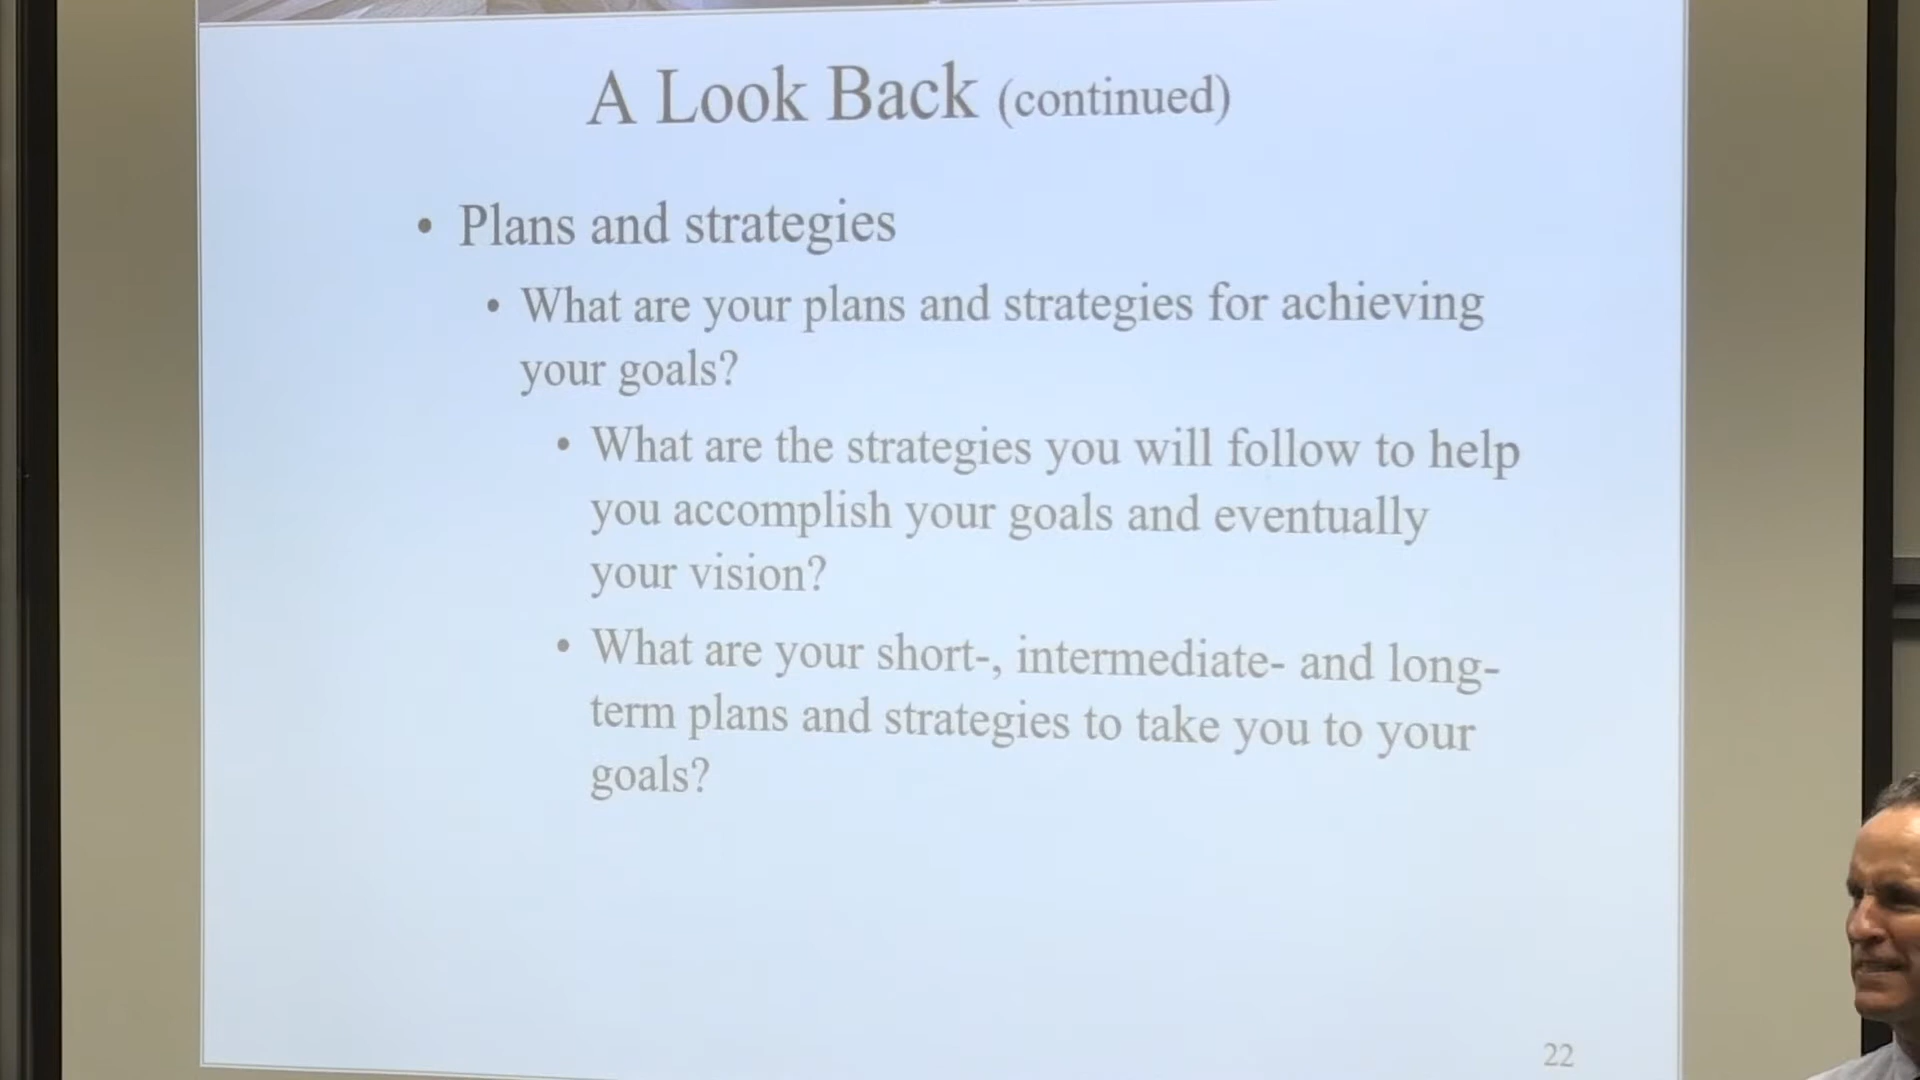 A Look Back (continued)
• Plans and strategies
• What are your plans and strategies for achieving
your goals?
• What are the strategies you will follow to help
you accomplish your goals and eventually
your vision?
• What are your short-, intermediate- and long-
term plans and strategies to take you to your
goals?
22